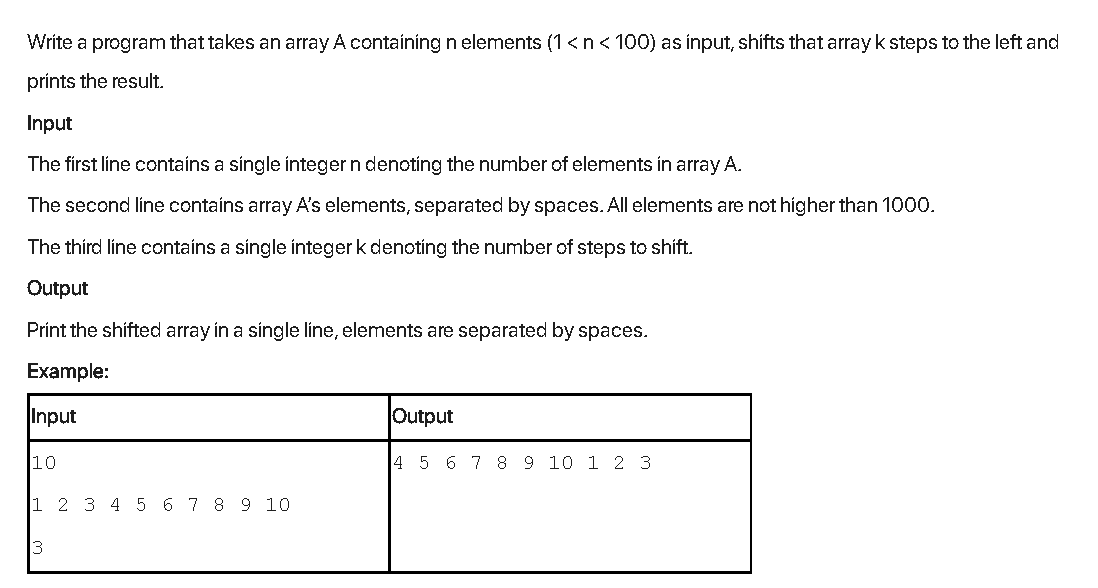 Write a program that takes an array A containing n elements (1 < n < 100) as input, shifts that array k steps to the left and
prints the result.
Input
The first line contains a single integer n denoting the number of elements in array A.
The second line contains array A's elements, separated by spaces. All elements are not higher than 1000.
The third line contains a single integer k denoting the number of steps to shift.
Output
Print the shifted array in a single line, elements are separated by spaces.
Example:
Input Output
10 4 5 6 7 8 9 10 1 2 3
1 2 3 4 5 6 7 8 9 10
3